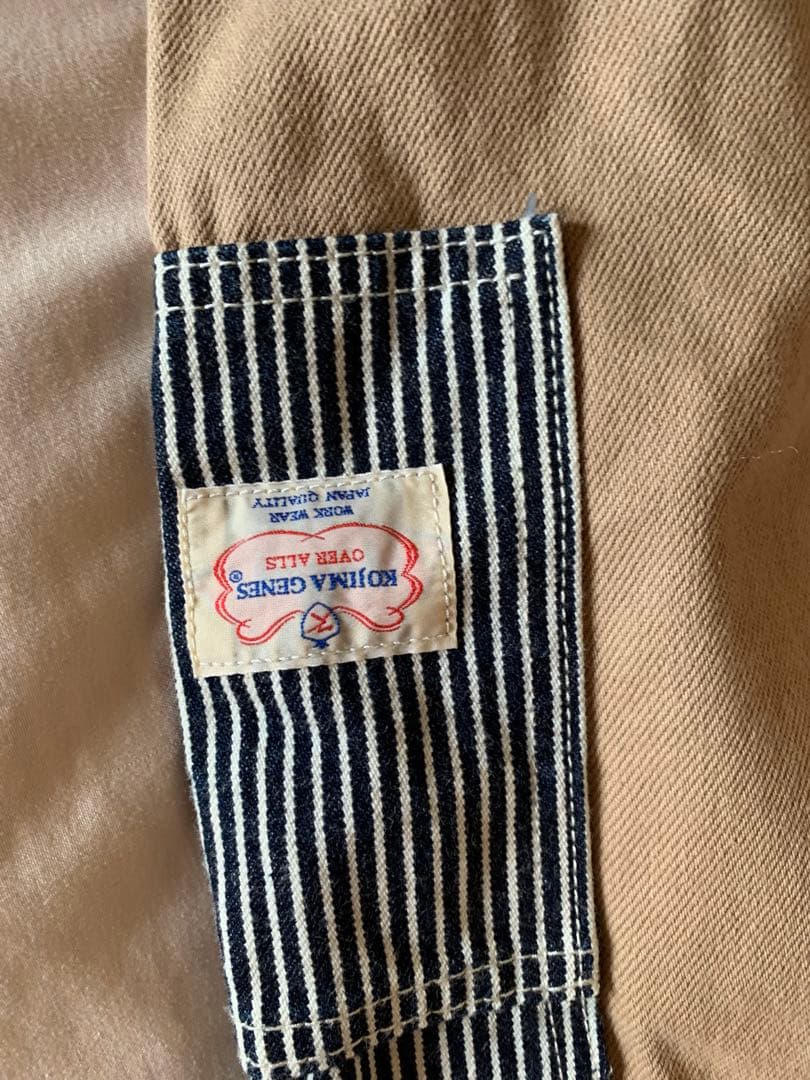 K
KOJIMA GENES®
OVER ALLS
WORK WEAR
JAPAN QUALITY